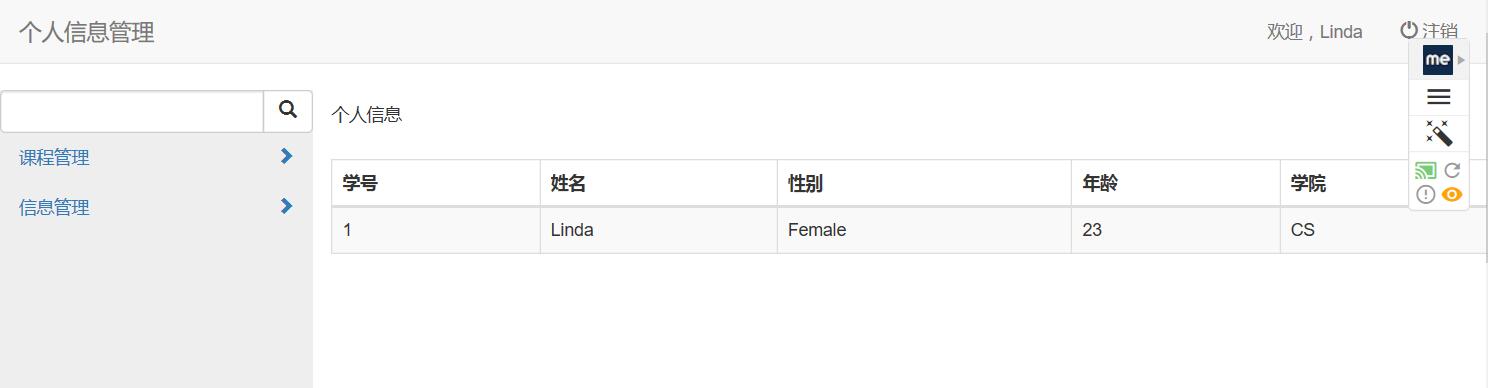 个人信息管理 欢迎，Linda 注销
me
个人信息
课程管理
信息管理
学号 姓名 性别 年龄 学院
1 Linda Female 23 CS